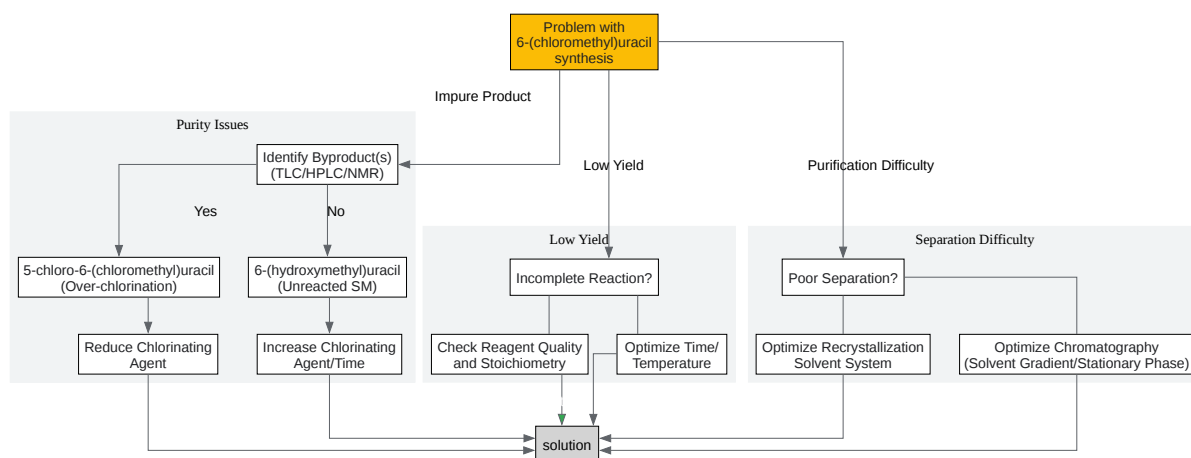 Problem with
6-(chloromethyl)uracil
synthesis
Impure Product
Purity Issues
Identify Byproduct(s)
(TLC/HPLC/NMR)
Low Yield
Purification Difficulty
Yes
No
Low Yield
Separation Difficulty
5-chloro-6-(chloromethyl)uracil
(Over-chlorination)
6-(hydroxymethyl)uracil
(Unreacted SM)
Incomplete Reaction?
Poor Separation?
Reduce Chlorinating
Agent
Increase Chlorinating
Agent/Time
Check Reagent Quality
and Stoichiometry
Optimize Time/
Temperature
Optimize Recrystallization
Solvent System
Optimize Chromatography
(Solvent Gradient/Stationary Phase)
solution